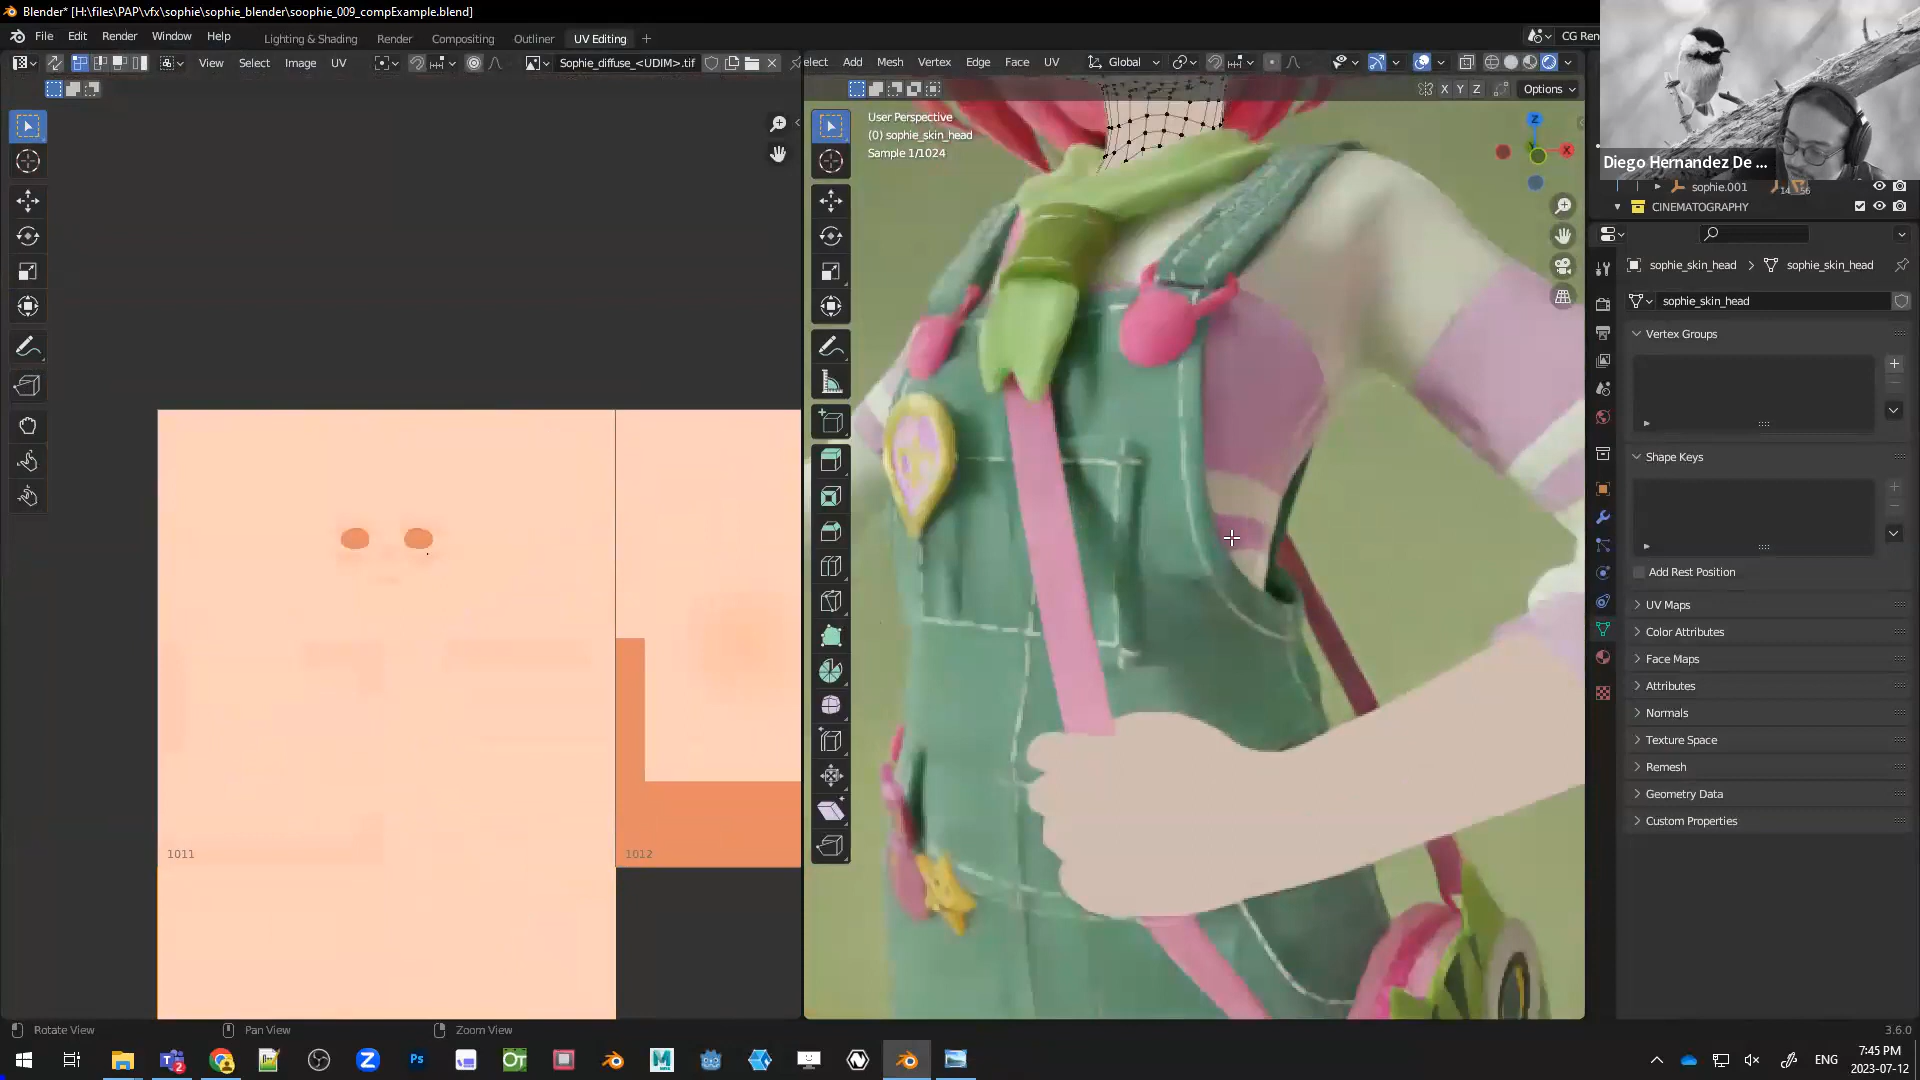 Blender* [H:\files\PAP\vfx\sophie\sophie_blender\soophie_009_compExample.blend]
File Edit Render Window Help
Lighting & Shading Render Compositing Outliner UV Editing
CG Ren
View Select Image UV
Sophie_diffuse_<UDIM>.tif
elect Add Mesh Vertex Edge Face UV
Global
X Y Z
Options
User Perspective
(0) sophie_skin_head
Sample 1/1024
Z
X
Diego Hernandez De ...
sophie.001
CINEMATOGRAPHY
sophie_skin_head > sophie_skin_head
sophie_skin_head
Vertex Groups
Shape Keys
Add Rest Position
UV Maps
Color Attributes
Face Maps
Attributes
Normals
Texture Space
Remesh
Geometry Data
Custom Properties
1011
1012
Rotate View
Pan View
Zoom View
3.6.0
2
Ps
ENG
7:45 PM
2023-07-12